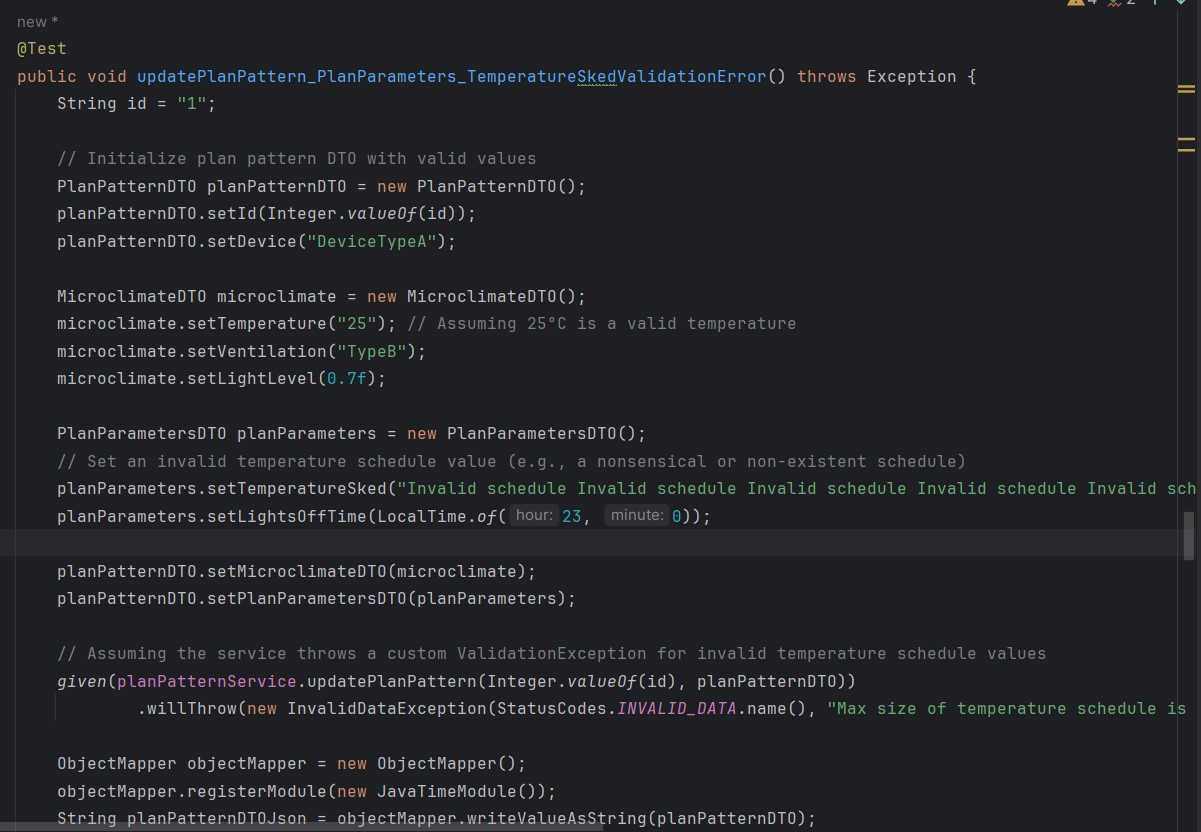 4 2
new *
@Test
public void updatePlanPattern_PlanParameters_TemperatureSkedValidationError() throws Exception {
String id = "1";
// Initialize plan pattern DTO with valid values
PlanPatternDTO planPatternDTO = new PlanPatternDTO();
planPatternDTO.setId(Integer.valueOf(id));
planPatternDTO.setDevice("DeviceTypeA");
MicroclimateDTO microclimate = new MicroclimateDTO();
microclimate.setTemperature("25"); // Assuming 25°C is a valid temperature
microclimate.setVentilation("TypeB");
microclimate.setLightLevel(0.7f);
PlanParametersDTO planParameters = new PlanParametersDTO();
// Set an invalid temperature schedule value (e.g., a nonsensical or non-existent schedule)
planParameters.setTemperatureSked("Invalid schedule Invalid schedule Invalid schedule Invalid schedule Invalid sch
planParameters.setLightsOffTime(LocalTime.of( hour: 23, minute: 0));
planPatternDTO.setMicroclimateDTO(microclimate);
planPatternDTO.setPlanParametersDTO(planParameters);
// Assuming the service throws a custom ValidationException for invalid temperature schedule values
given(planPatternService.updatePlanPattern(Integer.valueOf(id), planPatternDTO))
.willThrow(new InvalidDataException(StatusCodes.INVALID_DATA.name(), "Max size of temperature schedule is
ObjectMapper objectMapper = new ObjectMapper();
objectMapper.registerModule(new JavaTimeModule());
String planPatternDTOJson = objectMapper.writeValueAsString(planPatternDTO);